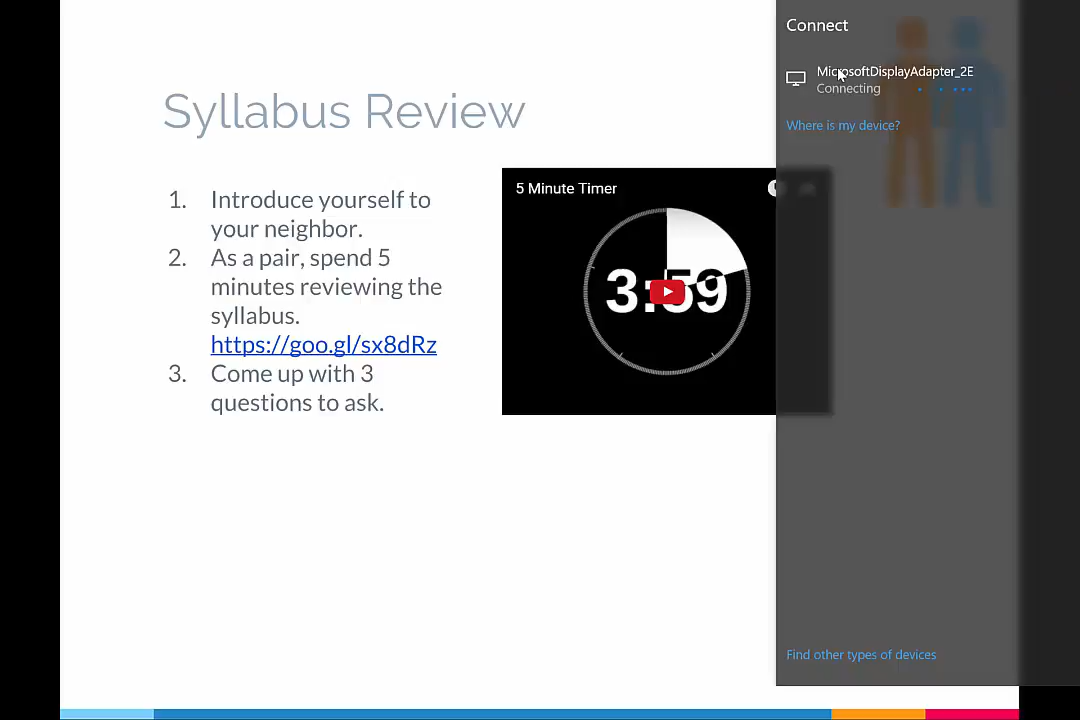 Syllabus Review
1. Introduce yourself to
your neighbor.
2. As a pair, spend 5
minutes reviewing the
syllabus.
https://goo.gl/sx8dRz
3. Come up with 3
questions to ask.
5 Minute Timer
3:59
Connect
MicrosoftDisplayAdapter_2E
Connecting
Where is my device?
Find other types of devices